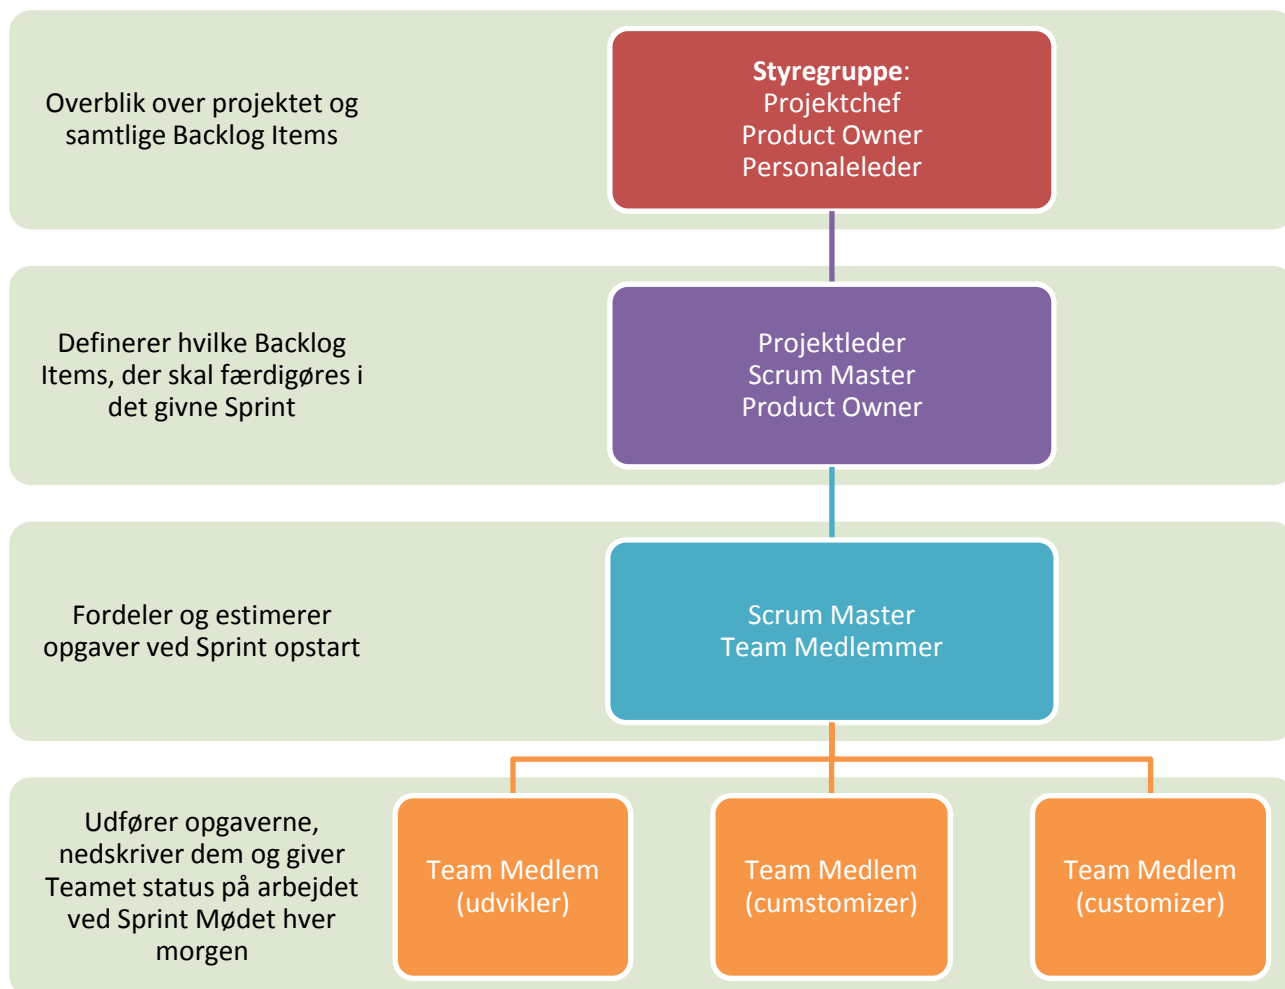 Overblik over projektet og
samtlige Backlog Items
Styregruppe:
Projektchef
Product Owner
Personaleleder
Definerer hvilke Backlog
Items, der skal færdigøres i
det givne Sprint
Projektleder
Scrum Master
Product Owner
Fordeler og estimerer
opgaver ved Sprint opstart
Scrum Master
Team Medlemmer
Udfører opgaverne,
nedskriver dem og giver
Teamet status på arbejdet
ved Sprint Mødet hver
morgen
Team Medlem
(udvikler)
Team Medlem
(cumstomizer)
Team Medlem
(customizer)